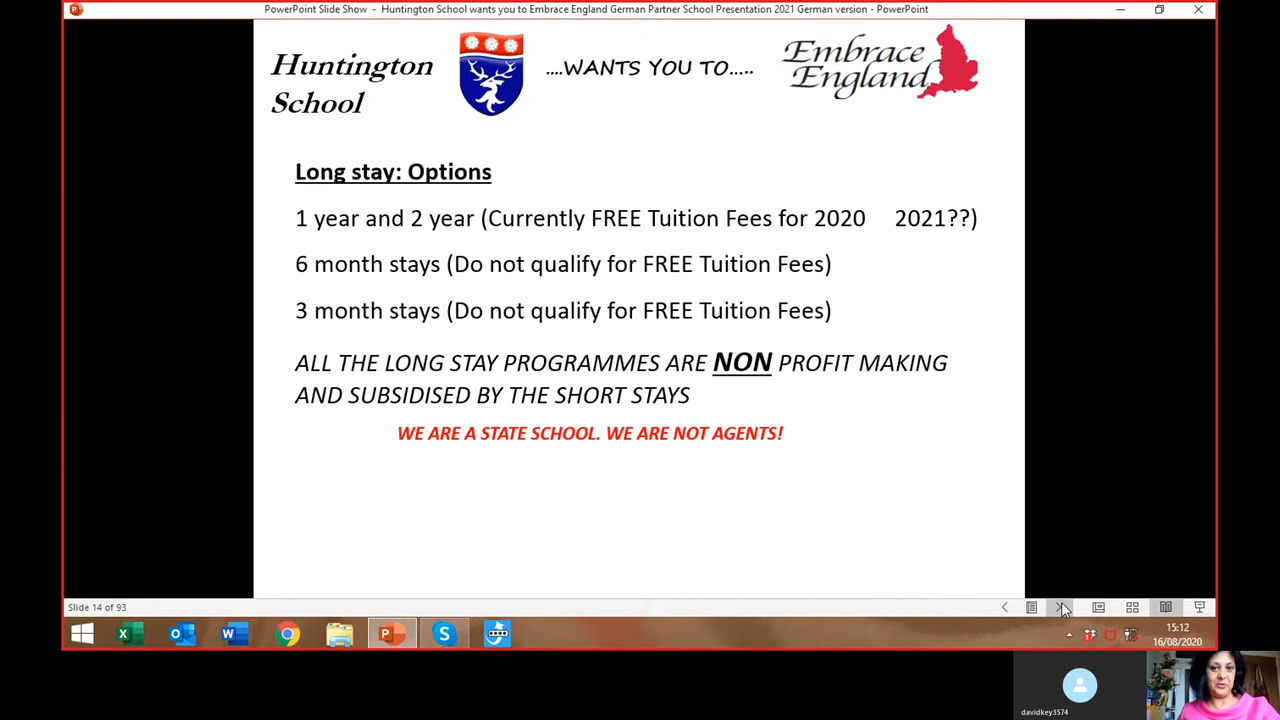 PowerPoint Slide Show - Huntington School wants you to Embrace England German Partner School Presentation 2021 German version - PowerPoint
Huntington
School
....WANTS YOU TO.....
Embrace
England
Long stay: Options
1 year and 2 year (Currently FREE Tuition Fees for 2020 2021??)
6 month stays (Do not qualify for FREE Tuition Fees)
3 month stays (Do not qualify for FREE Tuition Fees)
ALL THE LONG STAY PROGRAMMES ARE NON PROFIT MAKING
AND SUBSIDISED BY THE SHORT STAYS
WE ARE A STATE SCHOOL. WE ARE NOT AGENTS!
Slide 14 of 93
15:12
16/08/2020
davidkey3574